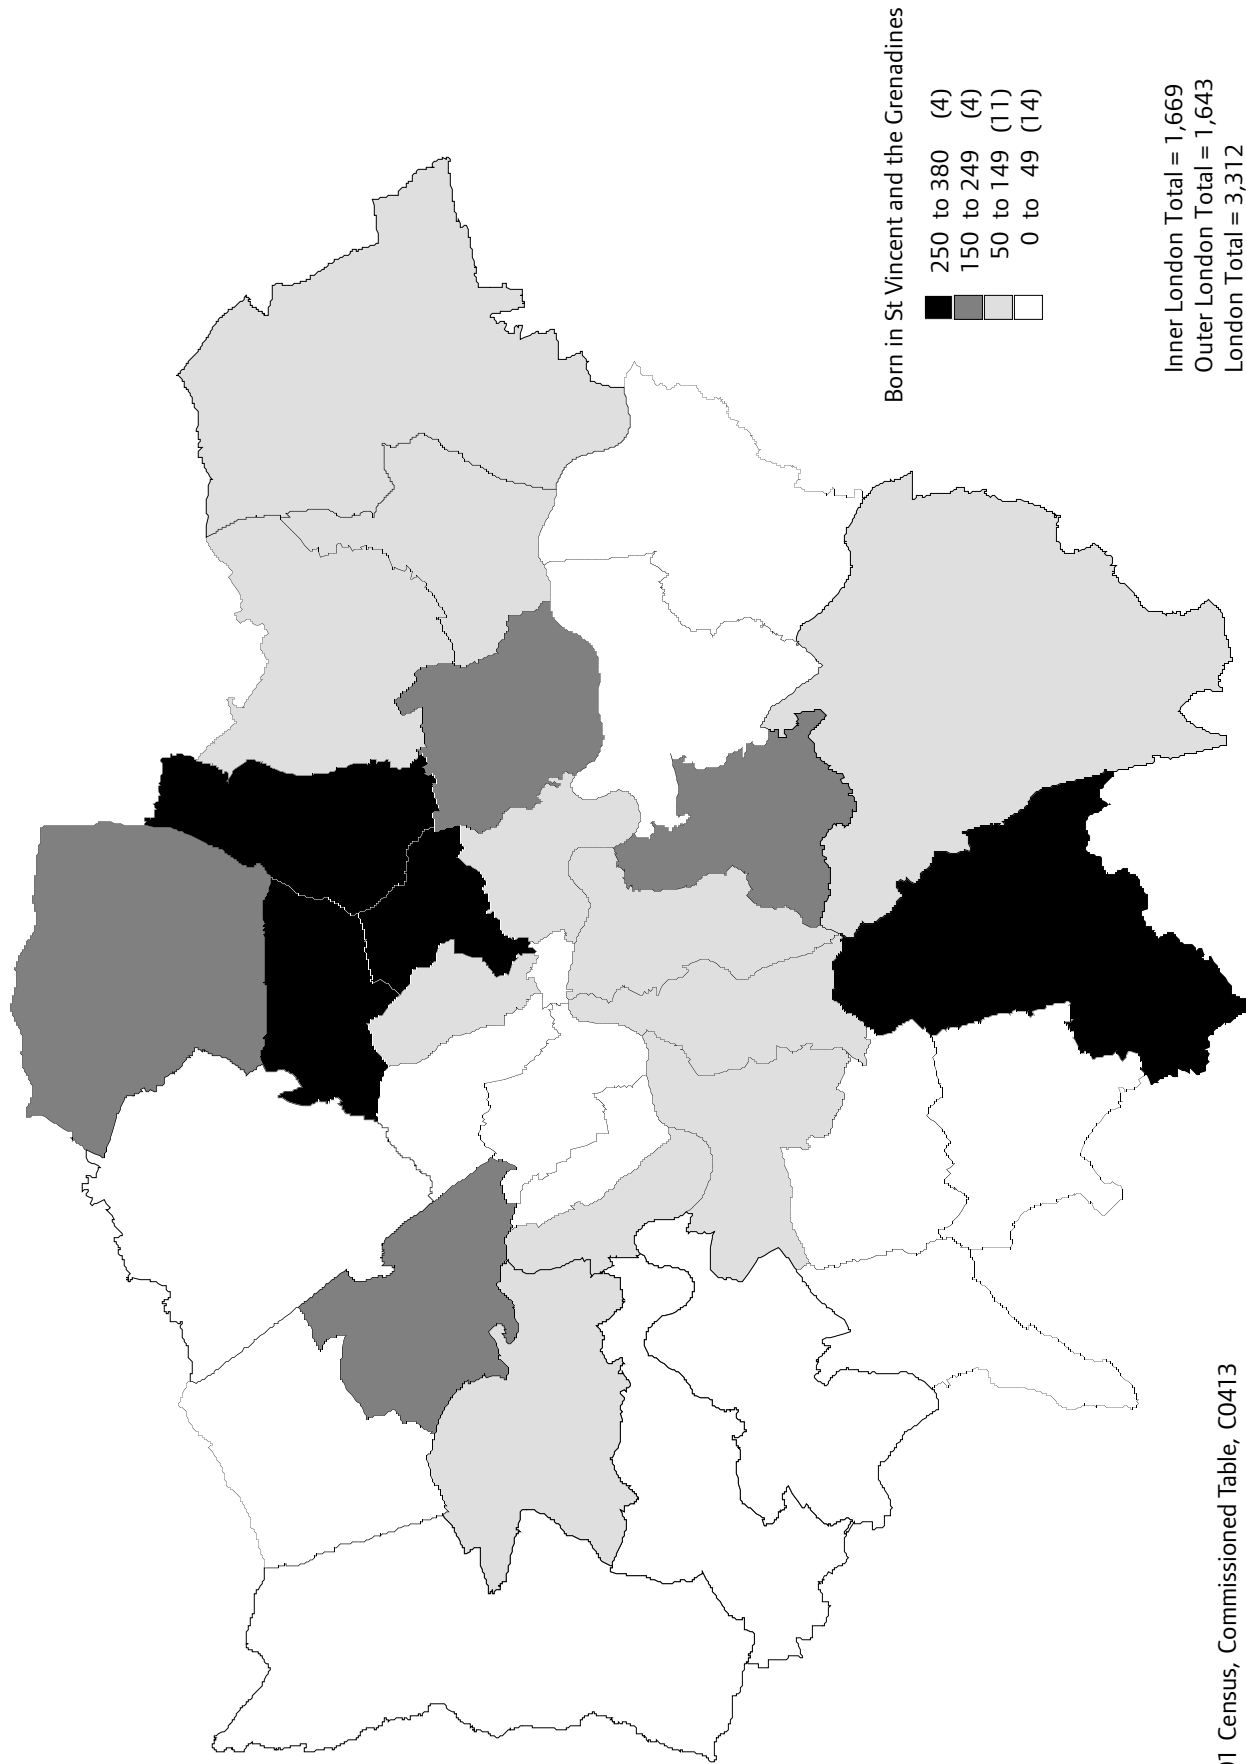 Born in St Vincent and the Grenadines
250 to 380 (4)
150 to 249 (4)
50 to 149 (11)
0 to 49 (14)
Inner London Total = 1,669
Outer London Total = 1,643
London Total = 3,312
Census, Commissioned Table, C0413